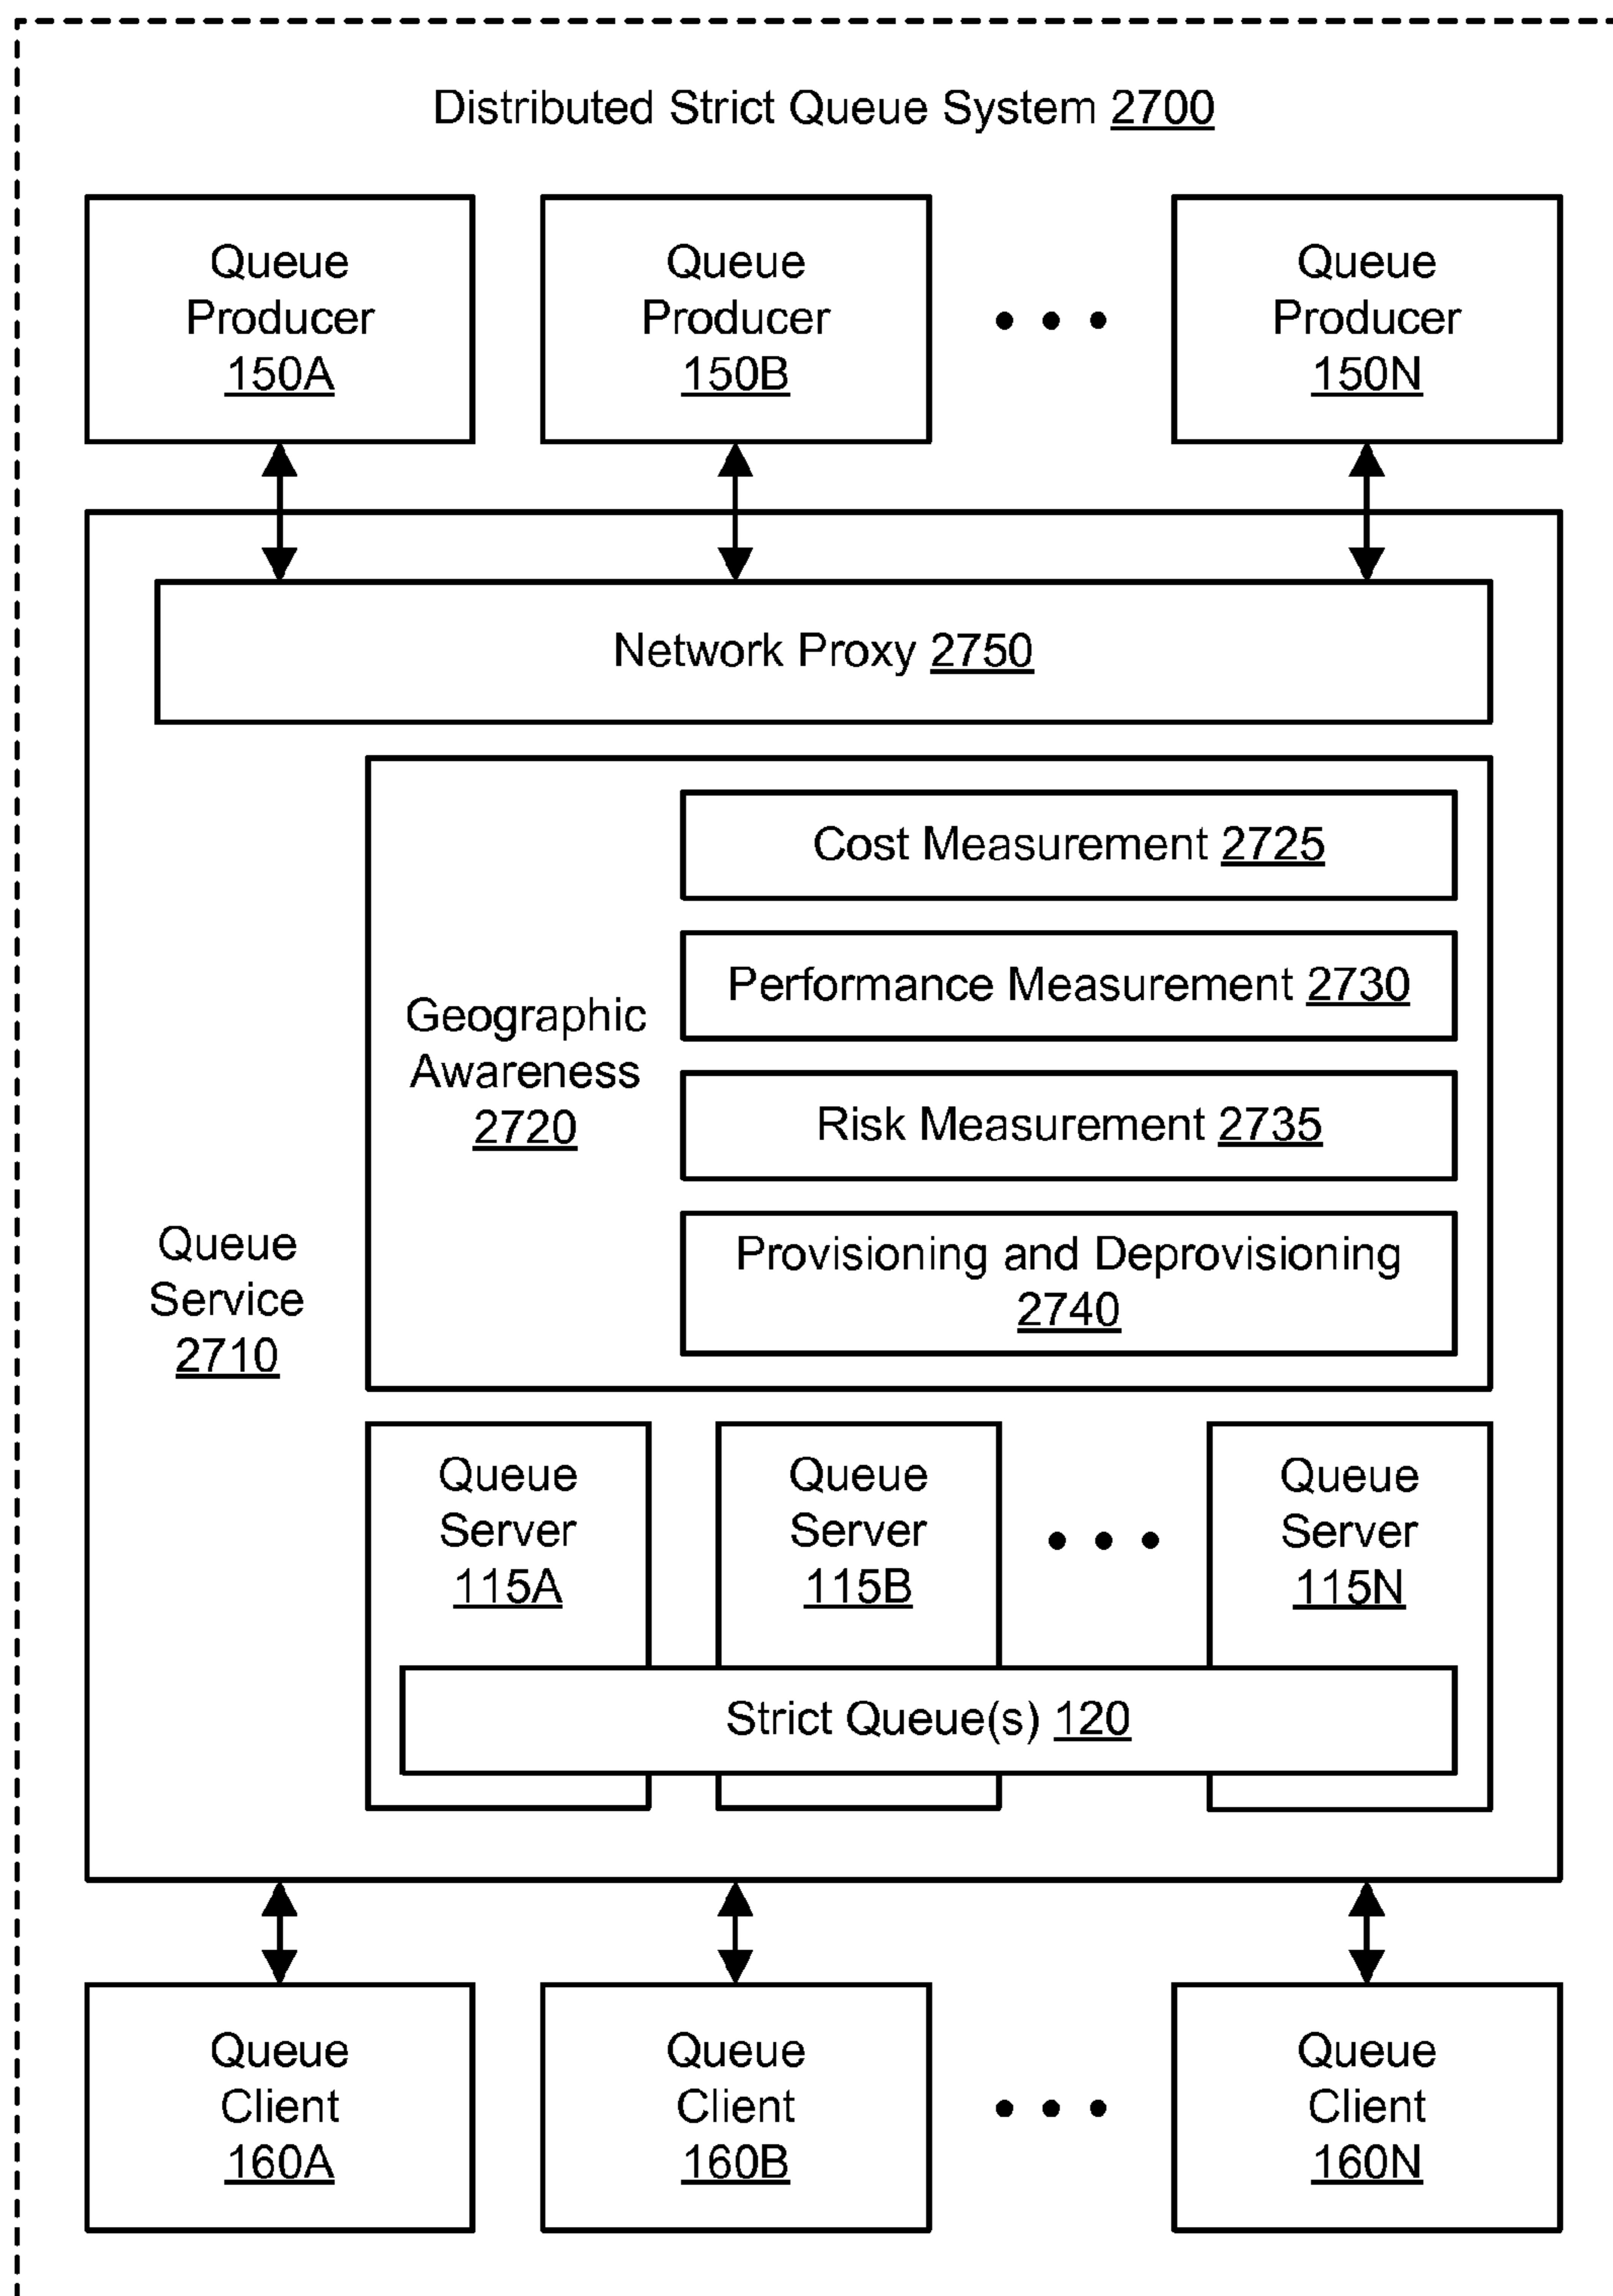 Distributed Strict Queue System 2700
Queue
Producer
150A
Queue
Producer
150B
Queue
Producer
150N
Network Proxy 2750
Geographic
Awareness
2720
Cost Measurement 2725
Performance Measurement 2730
Risk Measurement 2735
Provisioning and Deprovisioning
2740
Queue
Service
2710
Queue
Server
115A
Queue
Server
115B
Queue
Server
115N
Strict Queue(s) 120
Queue
Client
160A
Queue
Client
160B
Queue
Client
160N